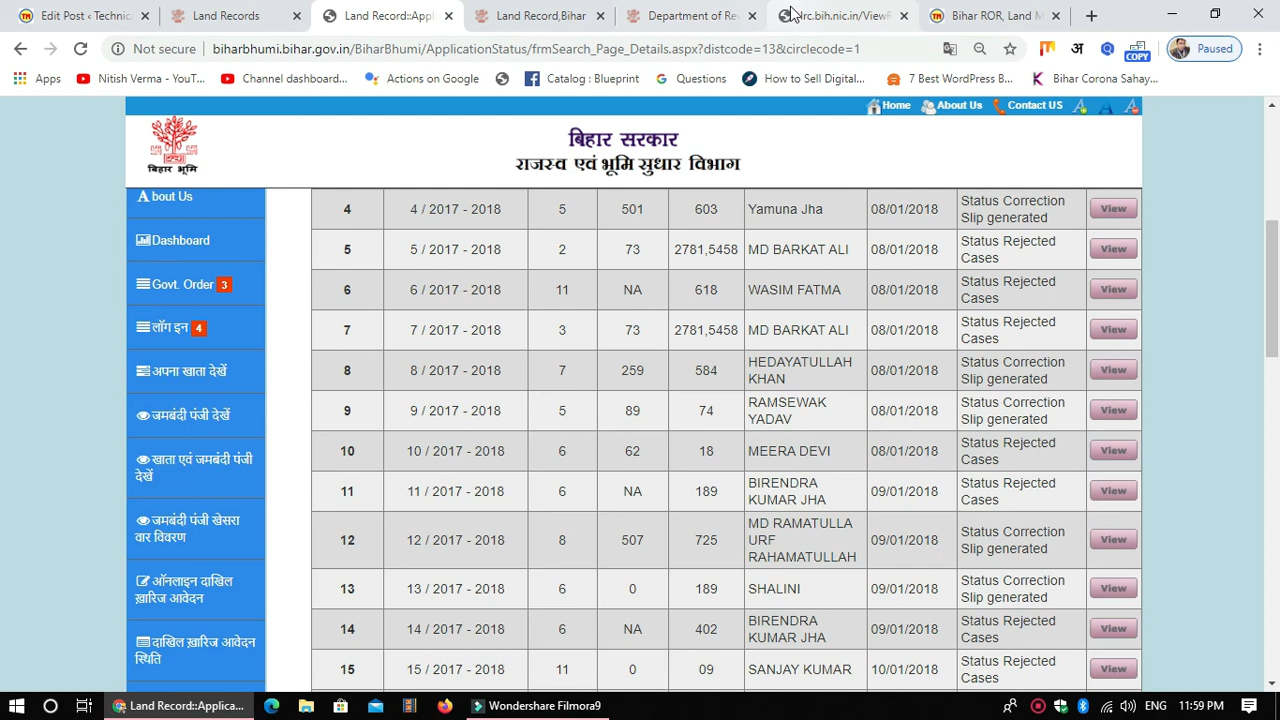 Edit Post ‹ Technic
Land Records
Land Record::Applic
Land Record,Bihar
Department of Re
lrc.bih.nic.in/ViewR
Bihar ROR, Land M
Not secure
biharbhumi.bihar.gov.in/BiharBhumi/ApplicationStatus/frmSearch_Page_Details.aspx?distcode=13&circlecode=1
COPY
अ
Paused
Apps
Nitish Verma - YouT...
Channel dashboard...
Actions on Google
Catalog : Blueprint
Questions
How to Sell Digital...
7 Best WordPress B...
Bihar Corona Sahay...
Home
About Us
Contact US
बिहार भूमि
बिहार सरकार
राजस्व एवं भूमि सुधार विभाग
About Us
Dashboard
Govt. Order 3
लॉग इन 4
अपना खाता देखें
जमबंदी पंजी देखें
खाता एवं जमबंदी पंजी
देखें
जमबंदी पंजी खेसरा
वार विवरण
ऑनलाइन दाखिल
ख़ारिज आवेदन
दाखिल ख़ारिज आवेदन
स्थिति
4 4 / 2017 - 2018 5 501 603 Yamuna Jha 08/01/2018 Status Correction
Slip generated View
5 5 / 2017 - 2018 2 73 2781,5458 MD BARKAT ALI 08/01/2018 Status Rejected
Cases View
6 6 / 2017 - 2018 11 NA 618 WASIM FATMA 08/01/2018 Status Rejected
Cases View
7 7 / 2017 - 2018 3 73 2781,5458 MD BARKAT ALI 08/01/2018 Status Rejected
Cases View
8 8 / 2017 - 2018 7 259 584 HEDAYATULLAH
KHAN 08/01/2018 Status Correction
Slip generated View
9 9 / 2017 - 2018 5 89 74 RAMSEWAK
YADAV 08/01/2018 Status Correction
Slip generated View
10 10 / 2017 - 2018 6 62 18 MEERA DEVI 08/01/2018 Status Rejected
Cases View
11 11 / 2017 - 2018 6 NA 189 BIRENDRA
KUMAR JHA 09/01/2018 Status Rejected
Cases View
12 12 / 2017 - 2018 8 507 725 MD RAMATULLA
URF
RAHAMATULLAH 09/01/2018 Status Correction
Slip generated View
13 13 / 2017 - 2018 6 0 189 SHALINI 09/01/2018 Status Correction
Slip generated View
14 14 / 2017 - 2018 6 NA 402 BIRENDRA
KUMAR JHA 09/01/2018 Status Rejected
Cases View
15 15 / 2017 - 2018 11 0 09 SANJAY KUMAR 10/01/2018 Status Rejected
Cases View
Land Record::Applica...
Wondershare Filmora9
ENG
11:59 PM